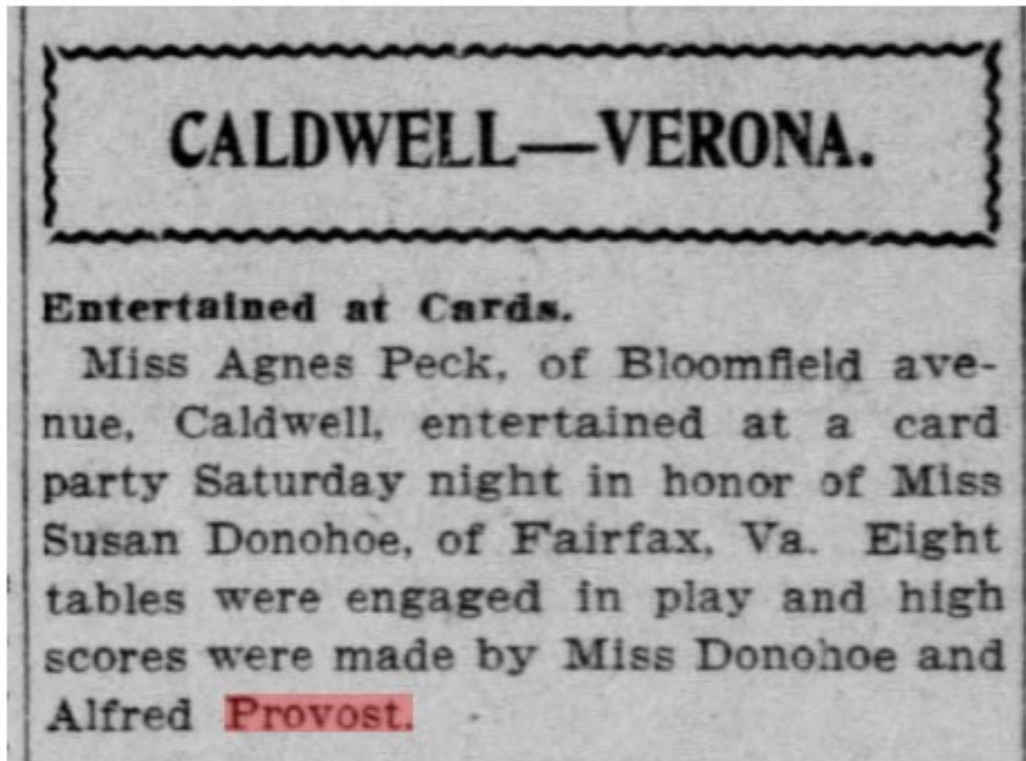 CALDWELL—VERONA.
Entertained at Cards.
Miss Agnes Peck, of Bloomfield ave-
nue, Caldwell, entertained at a card
party Saturday night in honor of Miss
Susan Donohoe, of Fairfax, Va. Eight
tables were engaged in play and high
scores were made by Miss Donohoe and
Alfred Provost.